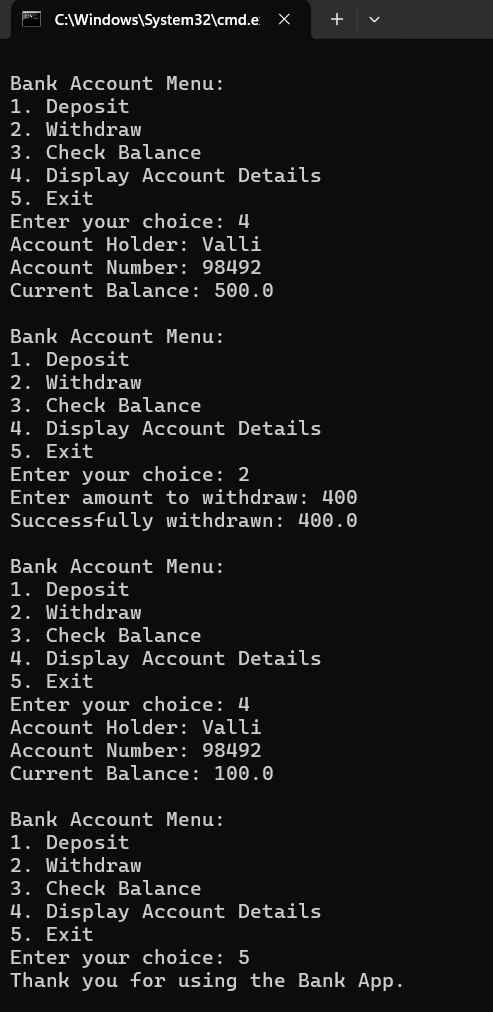 C:\Windows\System32\cmd.e
Bank Account Menu:
1. Deposit
2. Withdraw
3. Check Balance
4. Display Account Details
5. Exit
Enter your choice: 4
Account Holder: Valli
Account Number: 98492
Current Balance: 500.0
Bank Account Menu:
1. Deposit
2. Withdraw
3. Check Balance
4. Display Account Details
5. Exit
Enter your choice: 2
Enter amount to withdraw: 400
Successfully withdrawn: 400.0
Bank Account Menu:
1. Deposit
2. Withdraw
3. Check Balance
4. Display Account Details
5. Exit
Enter your choice: 4
Account Holder: Valli
Account Number: 98492
Current Balance: 100.0
Bank Account Menu:
1. Deposit
2. Withdraw
3. Check Balance
4. Display Account Details
5. Exit
Enter your choice: 5
Thank you for using the Bank App.